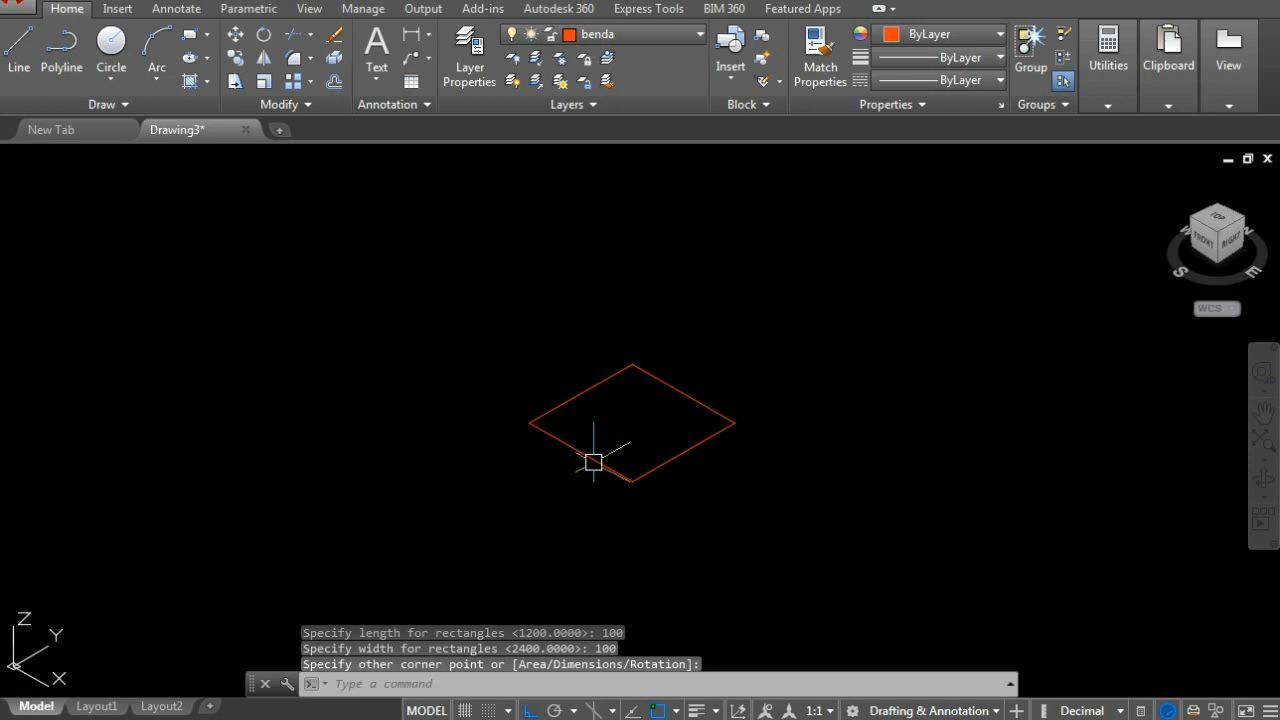 Home Insert Annotate Parametric View Manage Output Add-ins Autodesk 360 Express Tools BIM 360 Featured Apps
Line Polyline Circle Arc Text Layer Properties benda Insert Match Properties ByLayer Group Utilities Clipboard View
ByLayer
ByLayer
Draw Modify Annotation Layers Block Properties Groups
New Tab Drawing3*
TOP
FRONT RIGHT
W N
S E
WCS
Z
Y
X
Specify length for rectangles <1200.0000>: 100
Specify width for rectangles <2400.0000>: 100
Specify other corner point or [Area/Dimensions/Rotation]:
Type a command
Model Layout1 Layout2 + MODEL 1:1 Drafting & Annotation Decimal